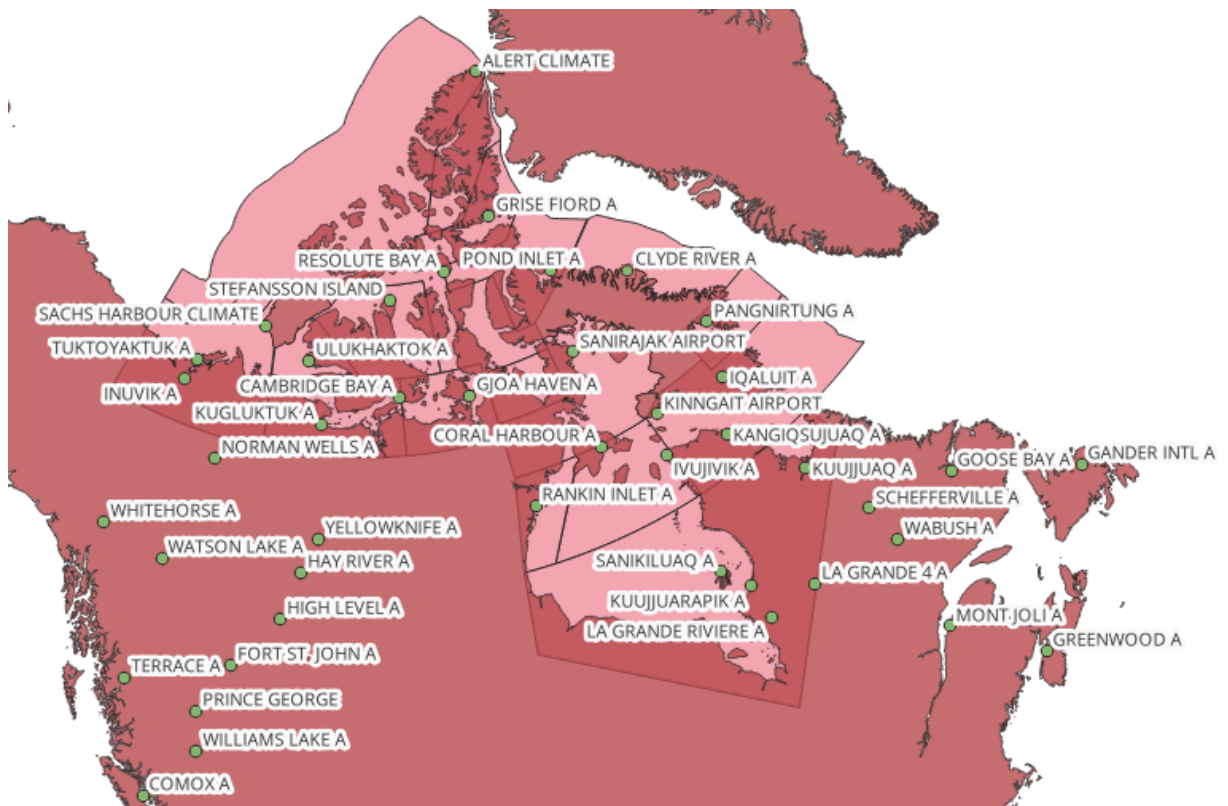 ALERT CLIMATE
GRISE FIORD A
RESOLUTE BAY A
POND INLET A
CLYDE RIVER A
STEFANSSON ISLAND
SACHS HARBOUR CLIMATE
PANGNIRTUNG A
TUKTOYAKTUK A
ULUKHAKTOK A
SANIRAJAK AIRPORT
INUVIK A
CAMBRIDGE BAY A
GJOA HAVEN A
IQALUIT A
KUGLUKTUK A
KINNGAIT AIRPORT
NORMAN WELLS A
CORAL HARBOUR A
KANGIQSUJUAQ A
IVUJIVIK A
KUUJJUAQ A
GOOSE BAY A
GANDER INTL A
RANKIN INLET A
SCHEFFERVILLE A
WHITEHORSE A
YELLOWKNIFE A
WABUSH A
WATSON LAKE A
HAY RIVER A
SANIKILUAQ A
LA GRANDE 4 A
KUUJJUARAPIK A
HIGH LEVEL A
LA GRANDE RIVIERE A
MONT-JOLI A
GREENWOOD A
TERRACE A
FORT ST. JOHN A
PRINCE GEORGE
WILLIAMS LAKE A
COMOX A